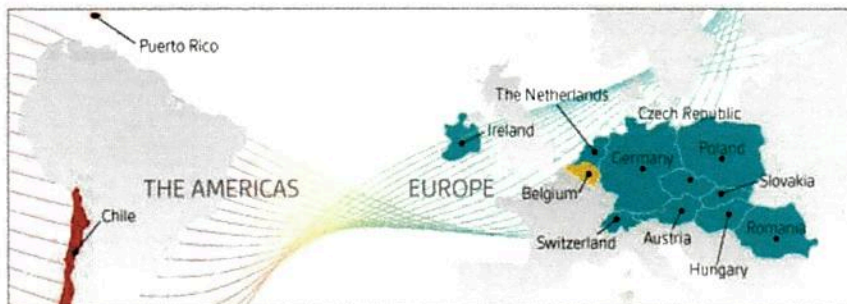 Puerto Rico
The Netherlands
Czech Republic
Ireland
Germany
Poland
THE AMERICAS
EUROPE
Belgium
Slovakia
Chile
Switzerland
Austria
Romania
Hungary